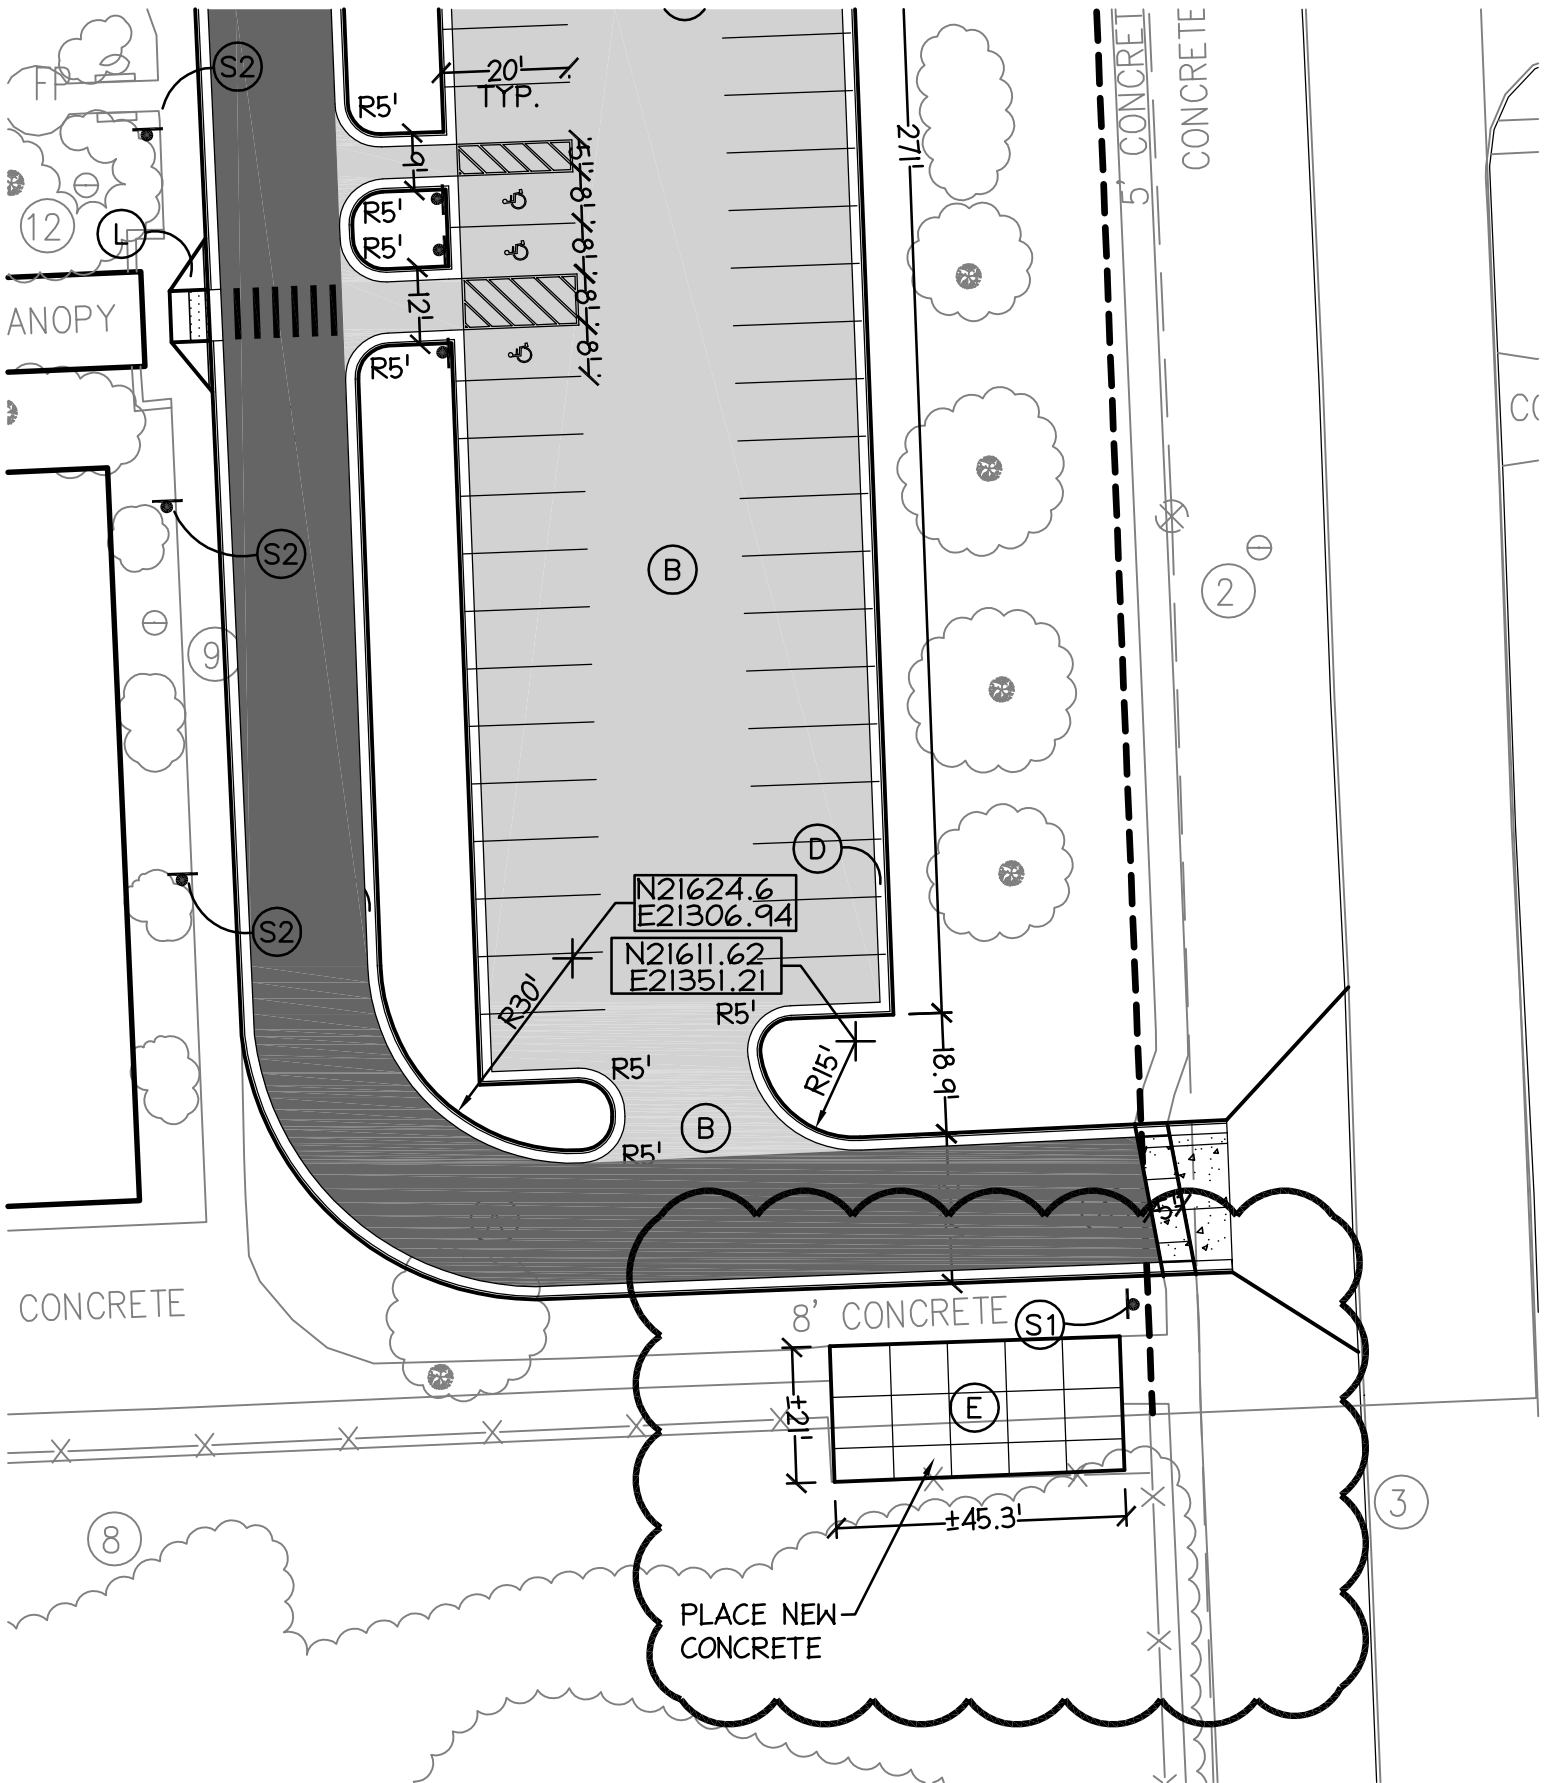 S2
FP
20'
TYP.
R5'
5' CONCRET
CONCRETE
271'
9'
5'
8'
8'
8'
8'
R5'
R5'
12
L
12'
ANOPY
R5'
CO
S2
B
2
9
D
N21624.6
E21306.94
S2
N21611.62
E21351.21
R30'
R5'
R15'
18.9'
R5'
B
R5'
5'
CONCRETE
8' CONCRETE
S1
±21'
E
±45.3'
3
8
PLACE NEW
CONCRETE